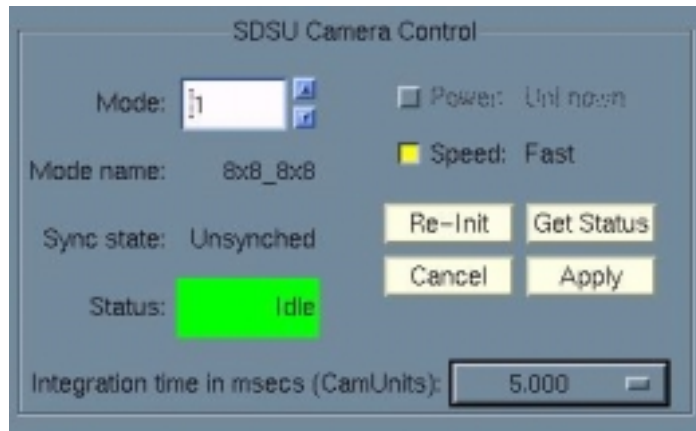 SDSU Camera Control
Mode: 1
Power: Unknown
Mode name: 8x8_8x8
Speed: Fast
Sync state: Unsynched
Re-Init Get Status
Cancel Apply
Status: Idle
Integration time in msecs (CamUnits): 5.000